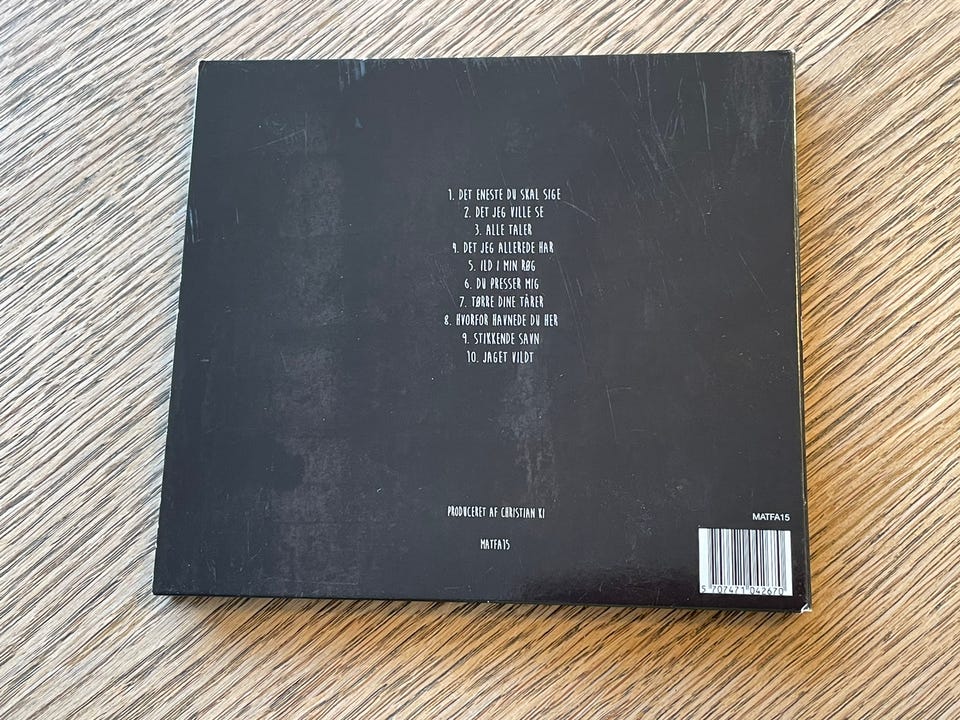 1. DET ENESTE DU SKAL SIGE
2. DET JEG VILLE SE
3. ALLE TALER
4. DET JEG ALLEREDE HAR
5. ILD I MIN RØG
6. DU PRESSER MIG
7. TØRRE DINE TÅRER
8. HVORFOR HAVNEDE DU HER
9. STIKKENDE SAVN
10. JAGET VILDT
PRODUCERET AF CHRISTIAN KI
MATFA15
MATFA15
5 707471 042670